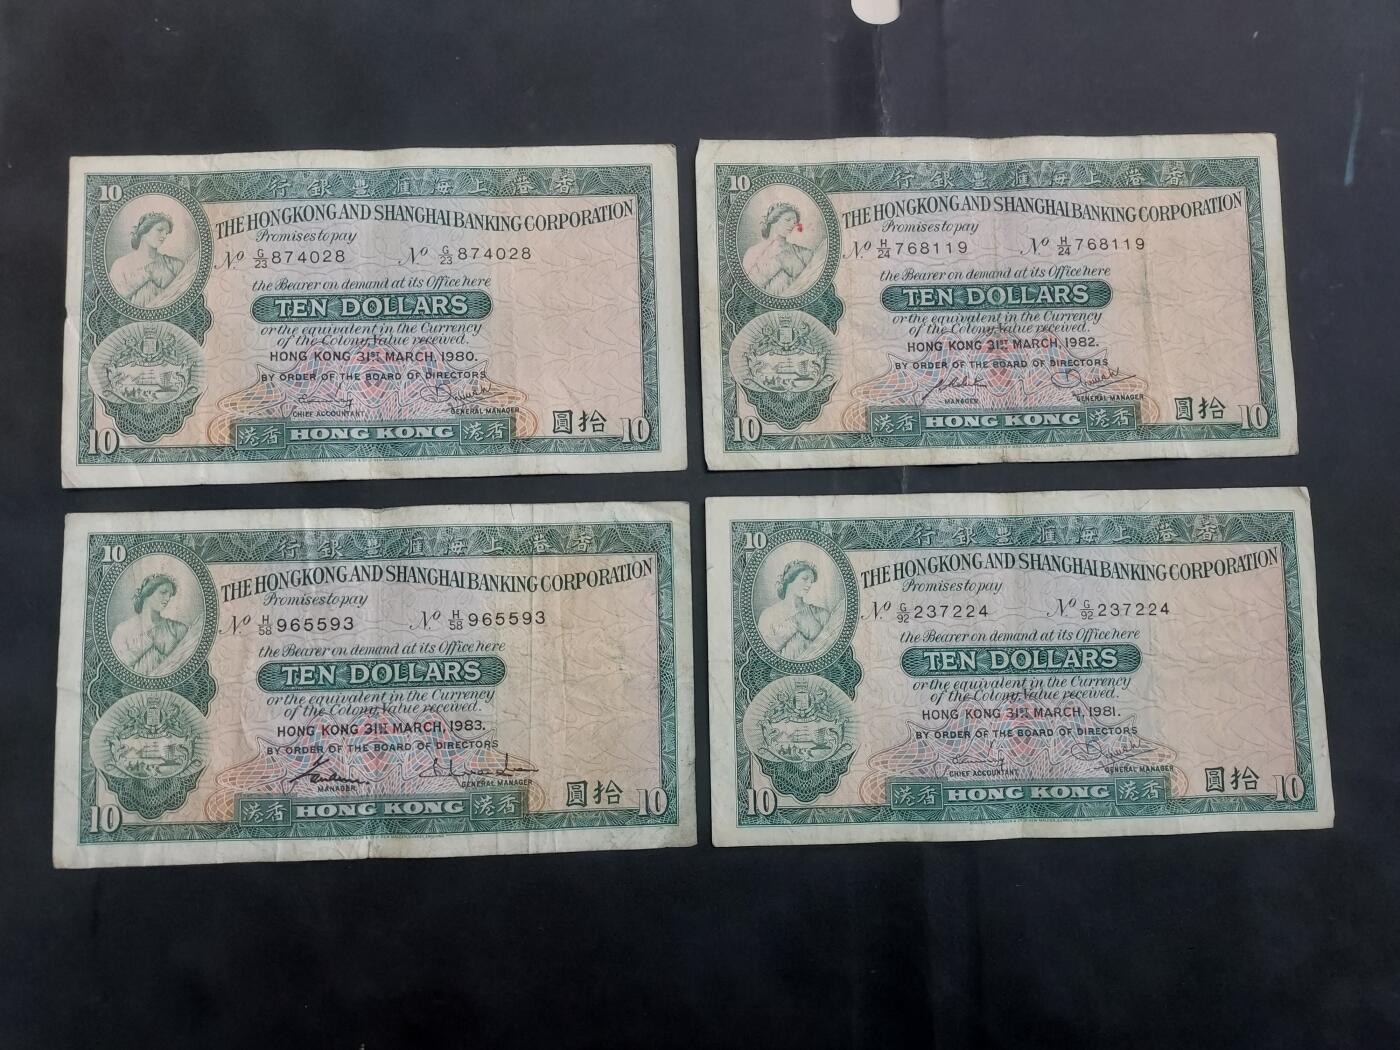 10
行銀豐滙海上港香
THE HONGKONG AND SHANGHAI BANKING CORPORATION
Promises to pay
No. G/23 874028 No G/23 874028
the Bearer on demand at its Office here
TEN DOLLARS
or the equivalent in the Currency
of the Colony Value received.
HONG KONG 31ST MARCH, 1980.
BY ORDER OF THE BOARD OF DIRECTORS
CHIEF ACCOUNTANT GENERAL MANAGER
10 港香 HONG KONG 港香 圓拾 10
10
行銀豐滙海上港香
THE HONGKONG AND SHANGHAI BANKING CORPORATION
Promises to pay
No. H/24 768119 No H/24 768119
the Bearer on demand at its Office here
TEN DOLLARS
or the equivalent in the Currency
of the Colony Value received.
HONG KONG 31ST MARCH, 1982.
BY ORDER OF THE BOARD OF DIRECTORS
MANAGER GENERAL MANAGER
10 港香 HONG KONG 港香 圓拾 10
10
行銀豐滙海上港香
THE HONGKONG AND SHANGHAI BANKING CORPORATION
Promises to pay
No. H/58 965593 No H/58 965593
the Bearer on demand at its Office here
TEN DOLLARS
or the equivalent in the Currency
of the Colony Value received.
HONG KONG 31ST MARCH, 1983.
BY ORDER OF THE BOARD OF DIRECTORS
MANAGER GENERAL MANAGER
10 港香 HONG KONG 港香 圓拾 10
10
行銀豐滙海上港香
THE HONGKONG AND SHANGHAI BANKING CORPORATION
Promises to pay
No G/92 237224 No G/92 237224
the Bearer on demand at its Office here
TEN DOLLARS
or the equivalent in the Currency
of the Colony Value received.
HONG KONG 31ST MARCH, 1981.
BY ORDER OF THE BOARD OF DIRECTORS
CHIEF ACCOUNTANT GENERAL MANAGER
10 港香 HONG KONG 港香 圓拾 10